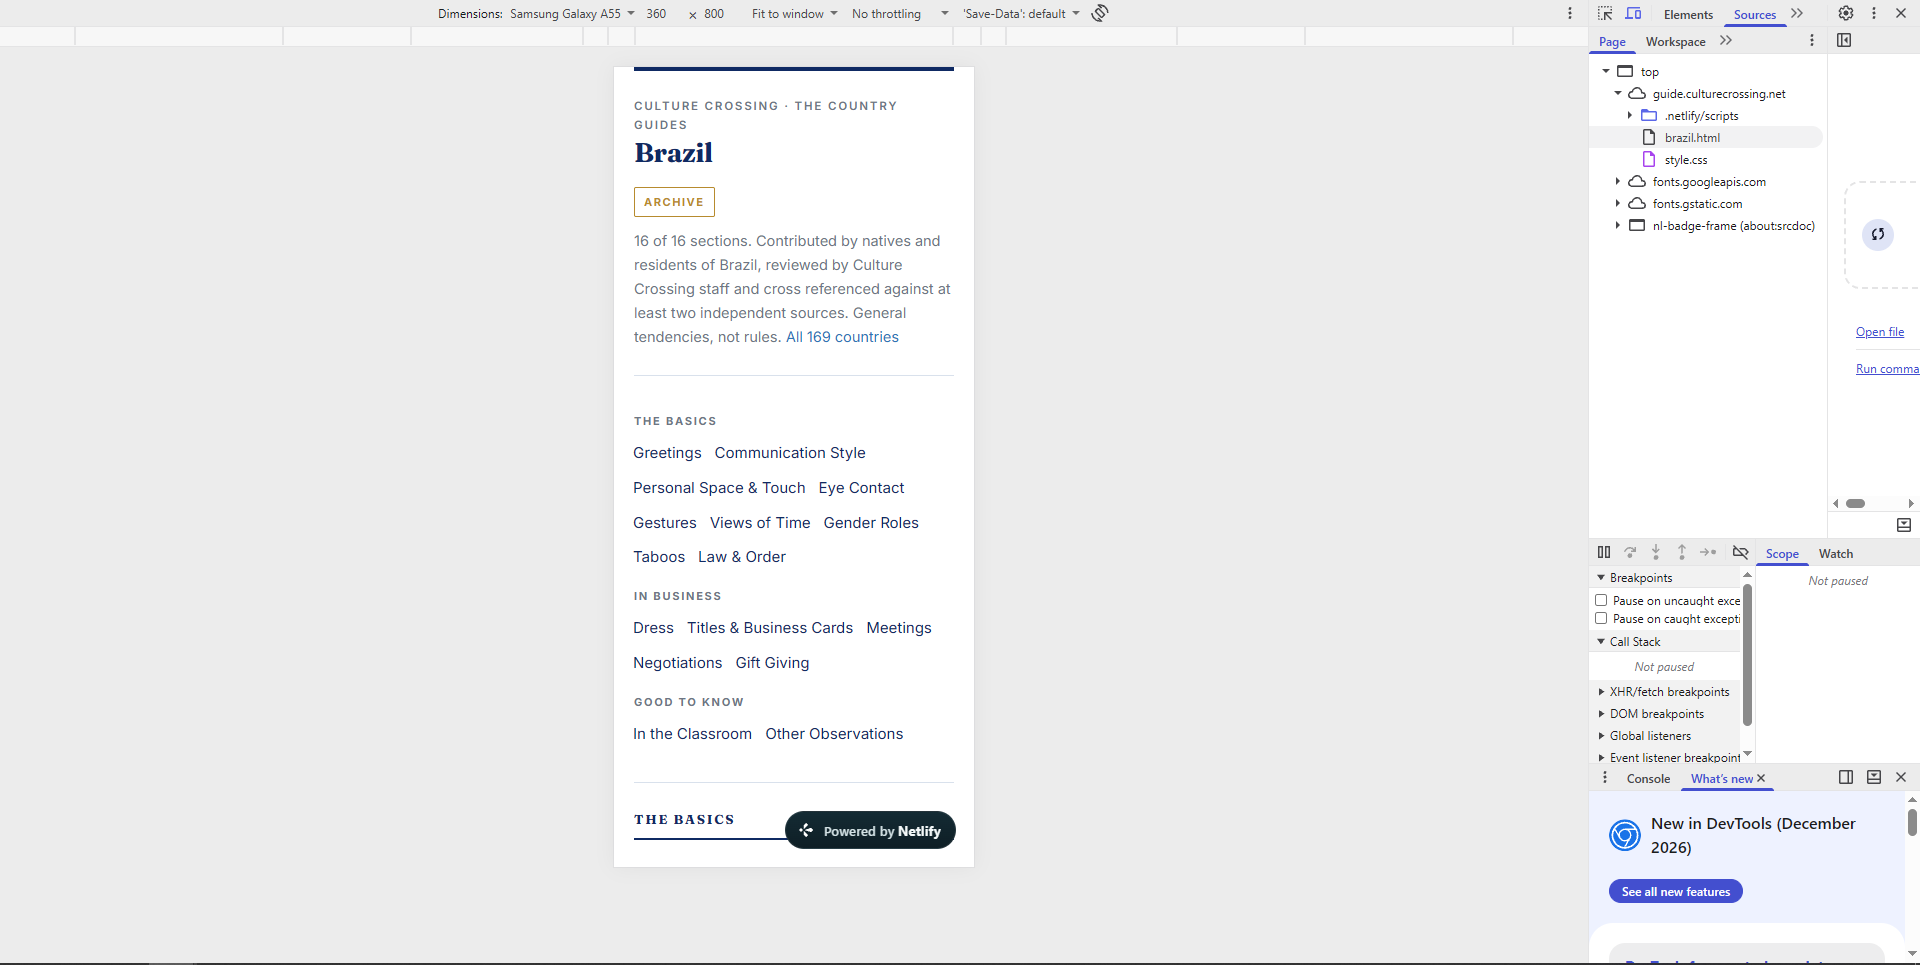 Dimensions: Samsung Galaxy A55 360 × 800 Fit to window No throttling 'Save-Data': default
CULTURE CROSSING · THE COUNTRY
GUIDES
Brazil
ARCHIVE
16 of 16 sections. Contributed by natives and
residents of Brazil, reviewed by Culture
Crossing staff and cross referenced against at
least two independent sources. General
tendencies, not rules. All 169 countries
THE BASICS
Greetings Communication Style
Personal Space & Touch Eye Contact
Gestures Views of Time Gender Roles
Taboos Law & Order
IN BUSINESS
Dress Titles & Business Cards Meetings
Negotiations Gift Giving
GOOD TO KNOW
In the Classroom Other Observations
THE BASICS
Powered by Netlify
Elements Sources
Page Workspace
top
guide.culturecrossing.net
.netlify/scripts
brazil.html
style.css
fonts.googleapis.com
fonts.gstatic.com
nl-badge-frame (about:srcdoc)
Open file
Run comma
Scope Watch
Breakpoints
Pause on uncaught exce
Pause on caught excepti
Call Stack
Not paused
XHR/fetch breakpoints
DOM breakpoints
Global listeners
Event listener breakpoint
Not paused
Console What's new
New in DevTools (December
2026)
See all new features